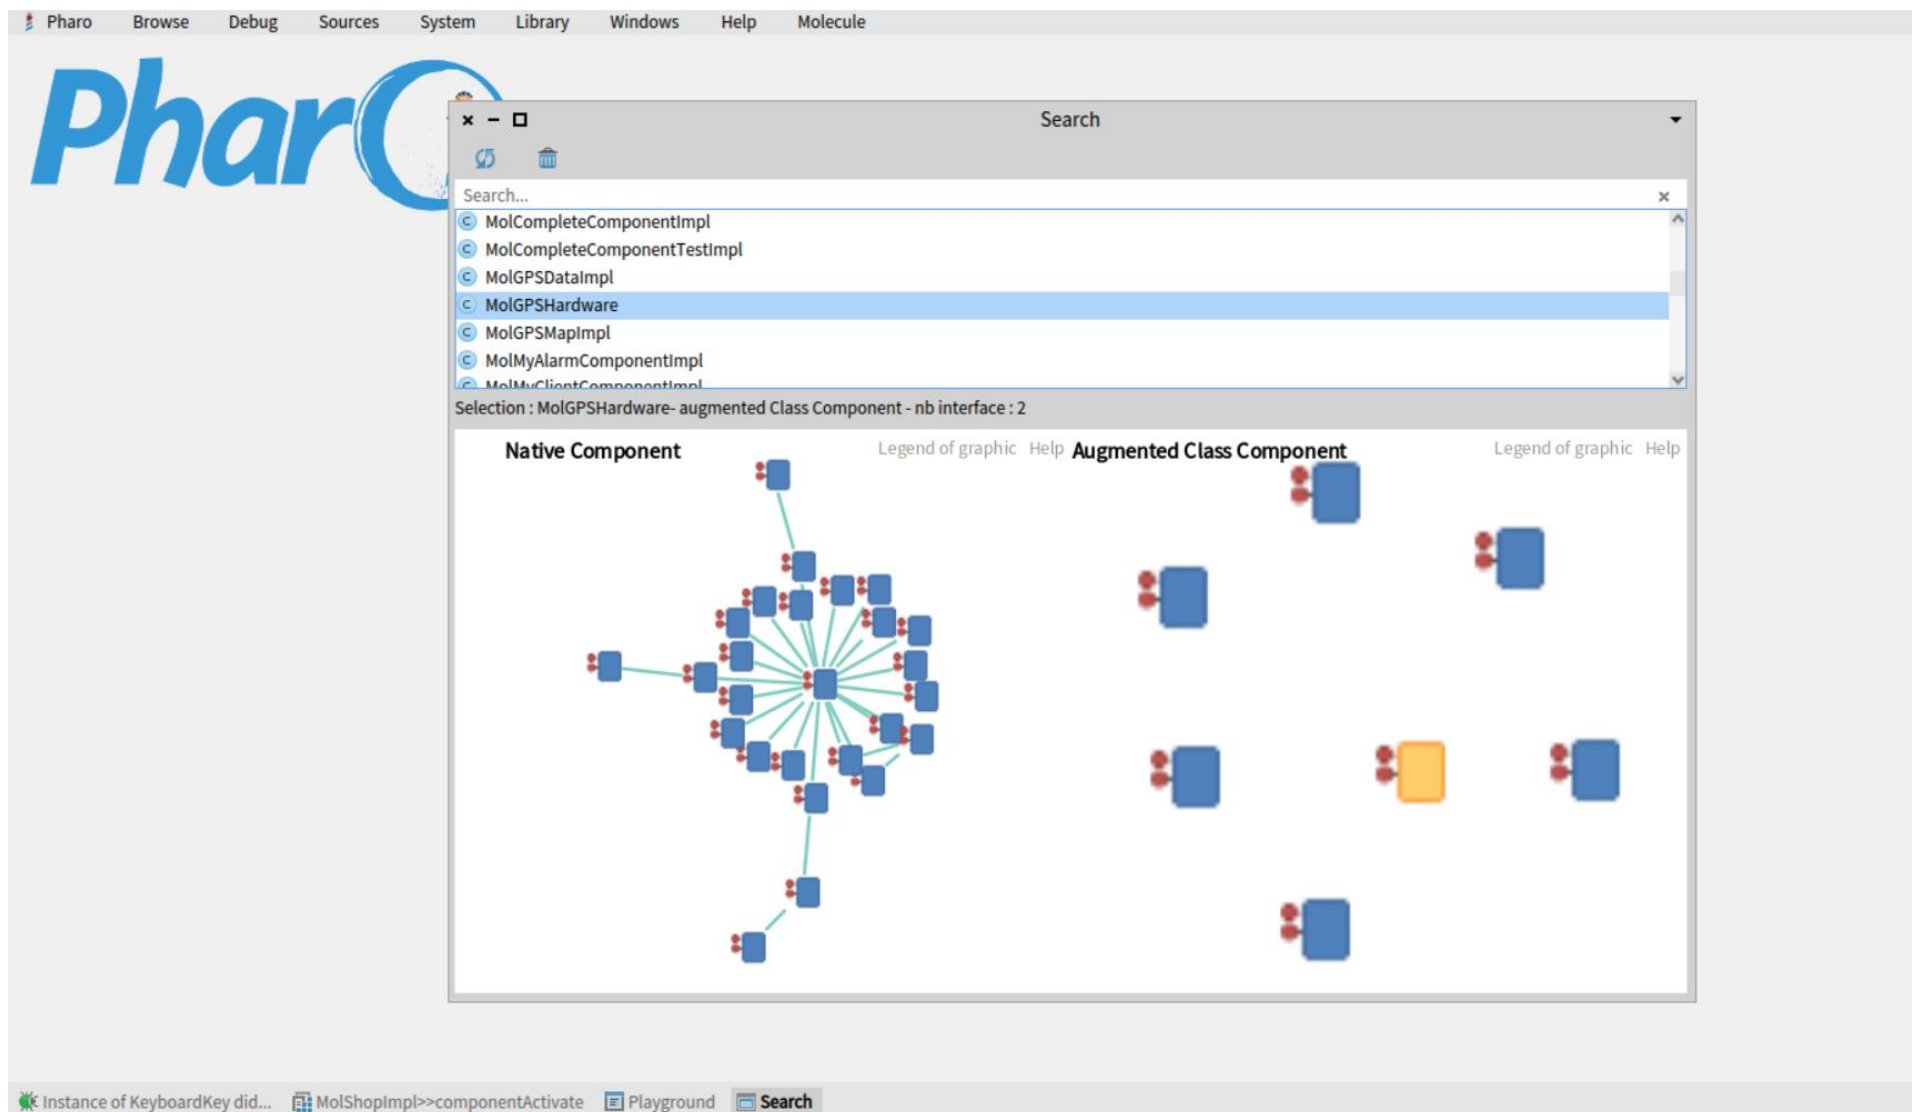 Pharo Browse Debug Sources System Library Windows Help Molecule
Pharo
Search
Search...
MolCompleteComponentImpl
MolCompleteComponentTestImpl
MolGPSDataImpl
MolGPSHardware
MolGPSMapImpl
MolMyAlarmComponentImpl
MolMyClientComponentImpl
Selection : MolGPSHardware- augmented Class Component - nb interface : 2
Native Component Legend of graphic Help Augmented Class Component Legend of graphic Help
Instance of KeyboardKey did... MolShopImpl>>componentActivate Playground Search